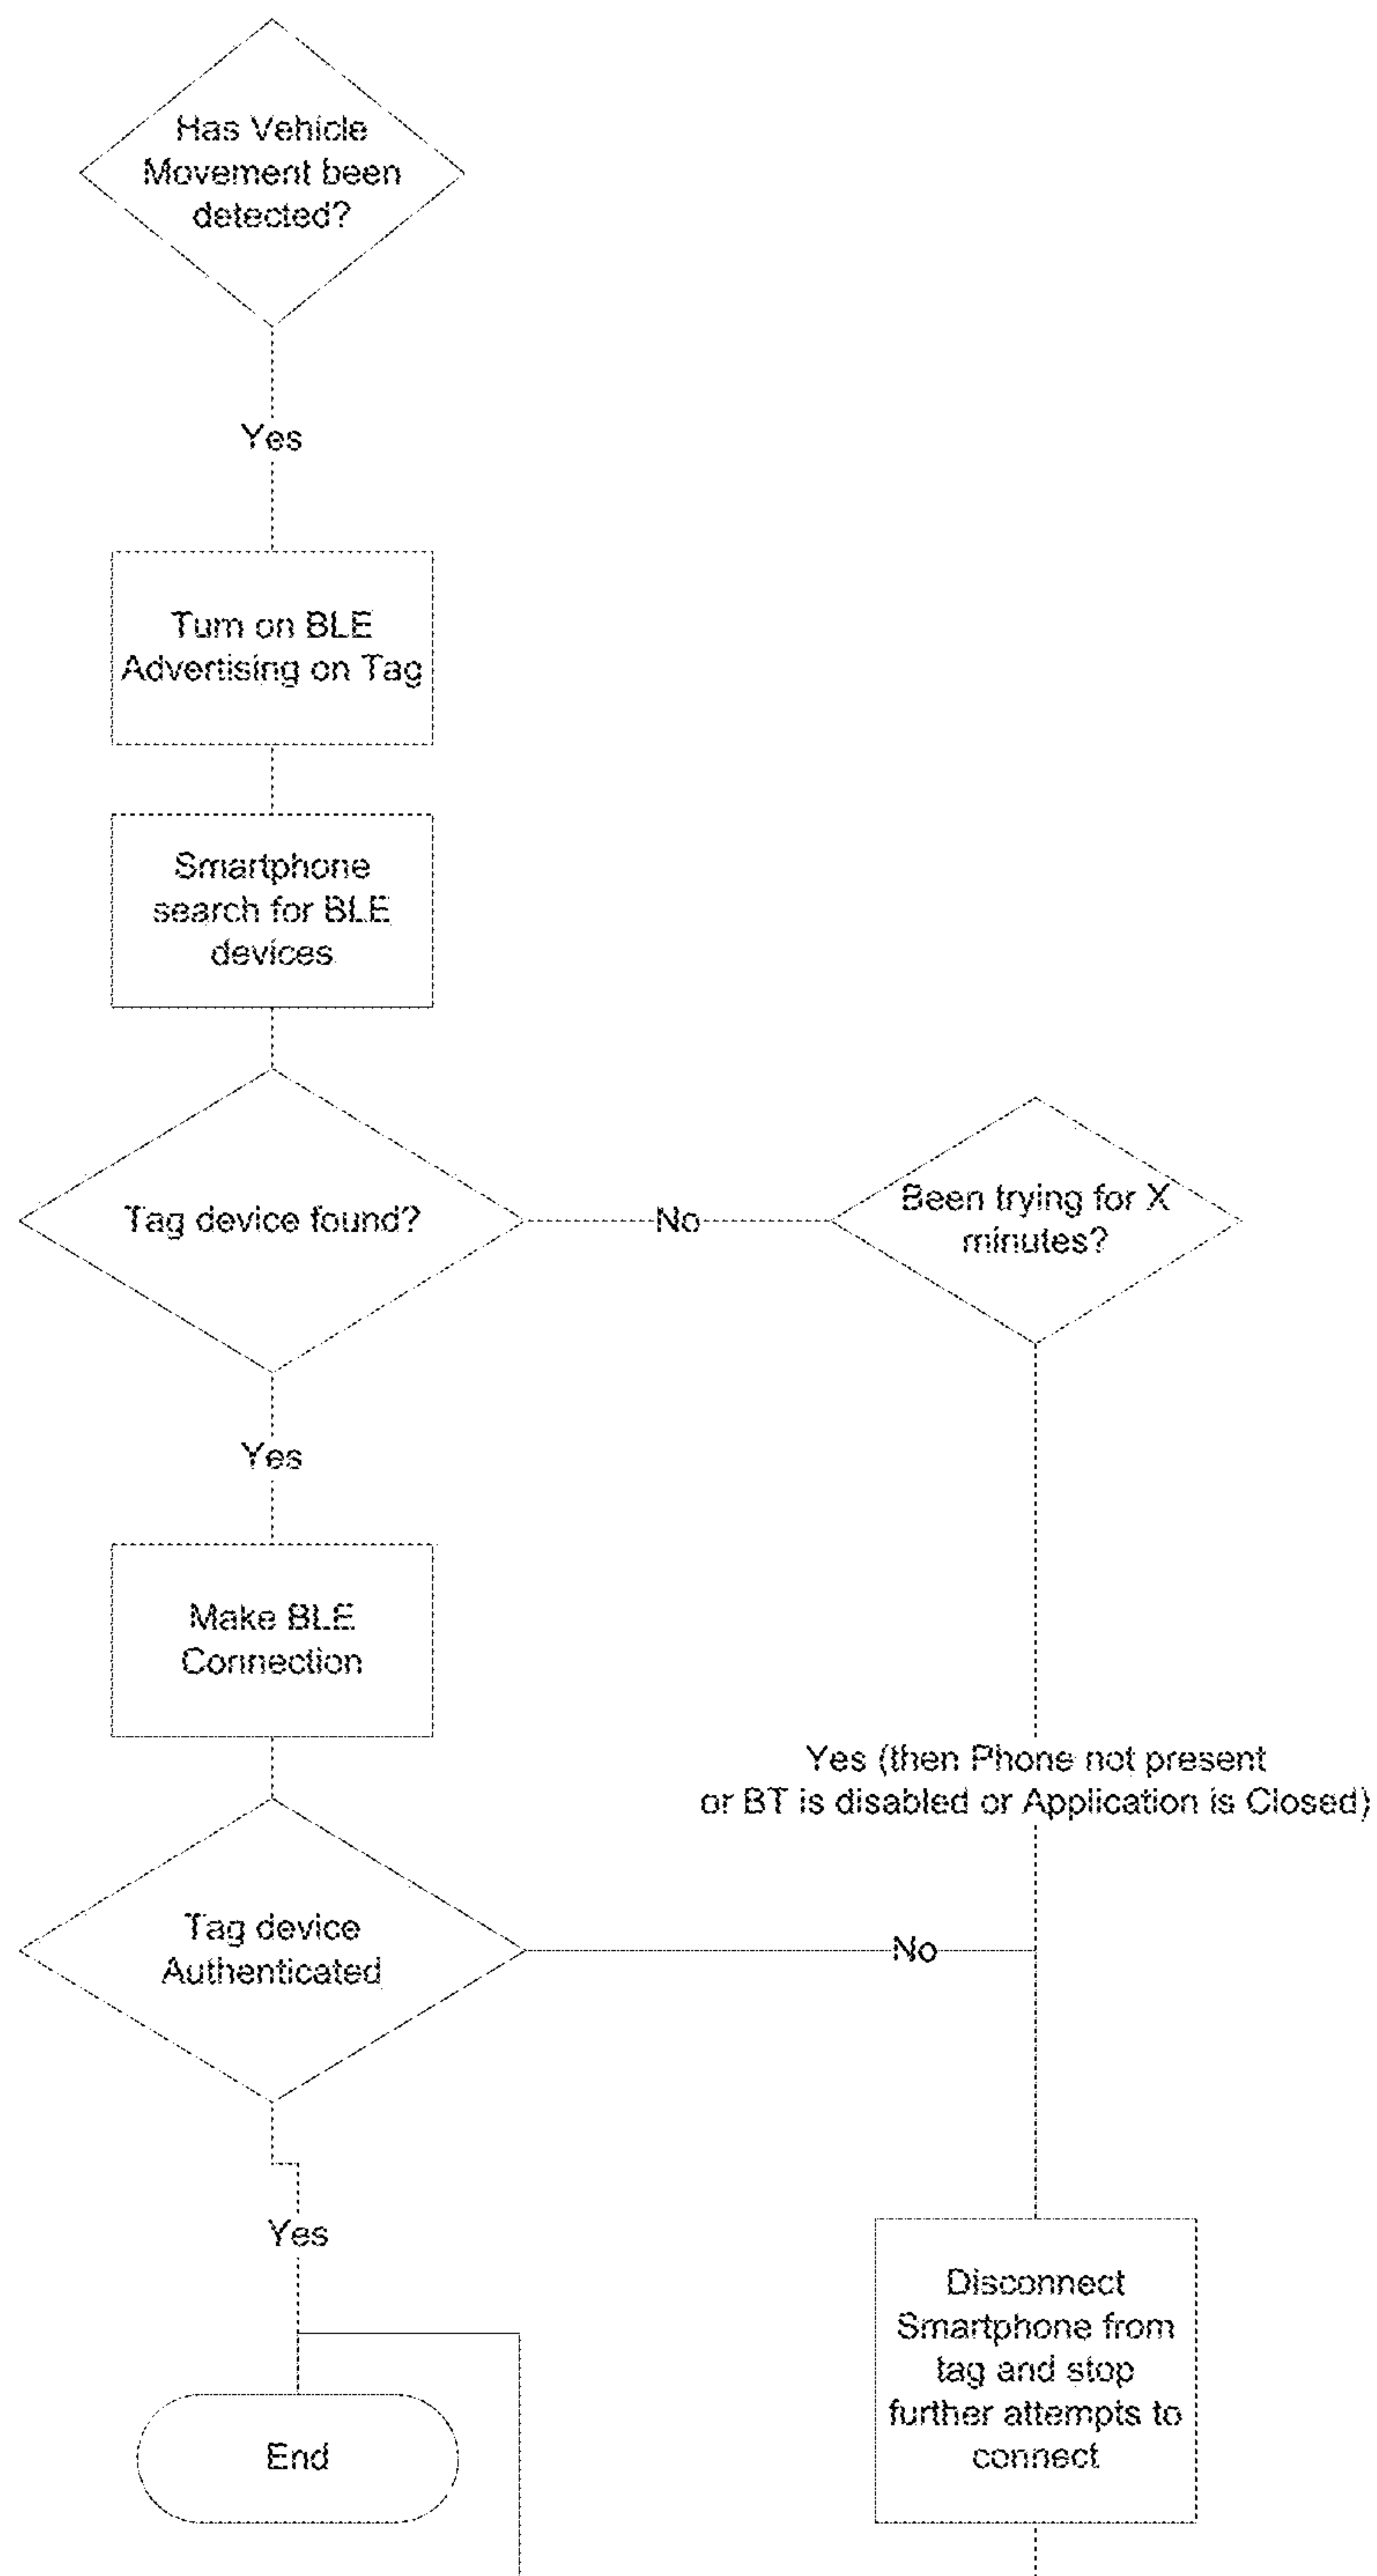 Has Vehicle
Movement been
detected?
Yes
Turn on BLE
Advertising on Tag
Smartphone
search for BLE
devices
Tag device found?
No
Been trying for X
minutes?
Yes
Make BLE
Connection
Yes (then Phone not present
or BT is disabled or Application is Closed)
Tag device
Authenticated
No
Yes
Disconnect
Smartphone from
tag and stop
further attempts to
connect
End